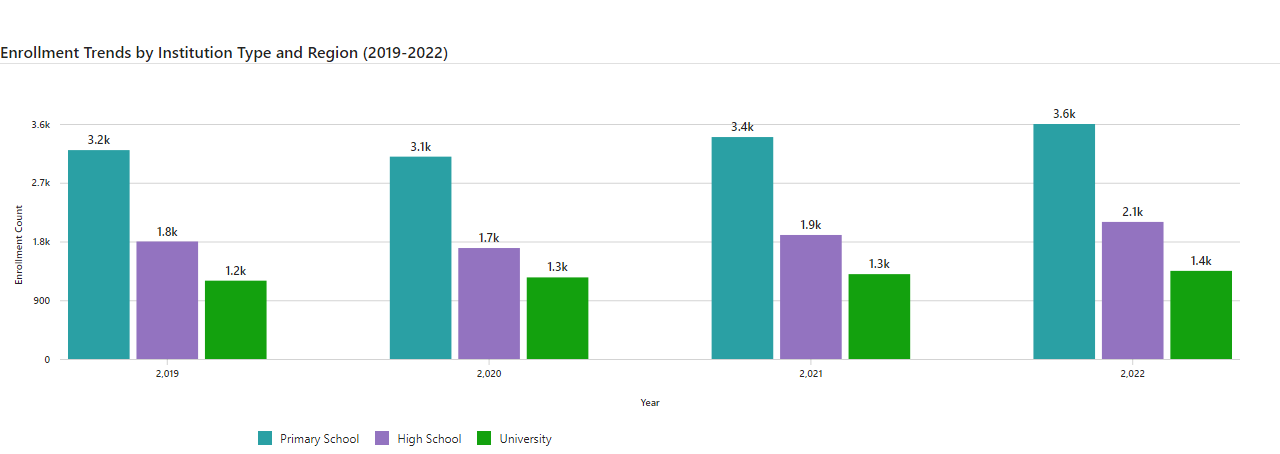 Enrollment Trends by Institution Type and Region (2019-2022)
3.6k
2.7k
1.8k
900
0
Enrollment Count
3.2k
1.8k
1.2k
3.1k
1.7k
1.3k
3.4k
1.9k
1.3k
3.6k
2.1k
1.4k
2,019
2,020
2,021
2,022
Year
Primary School
High School
University